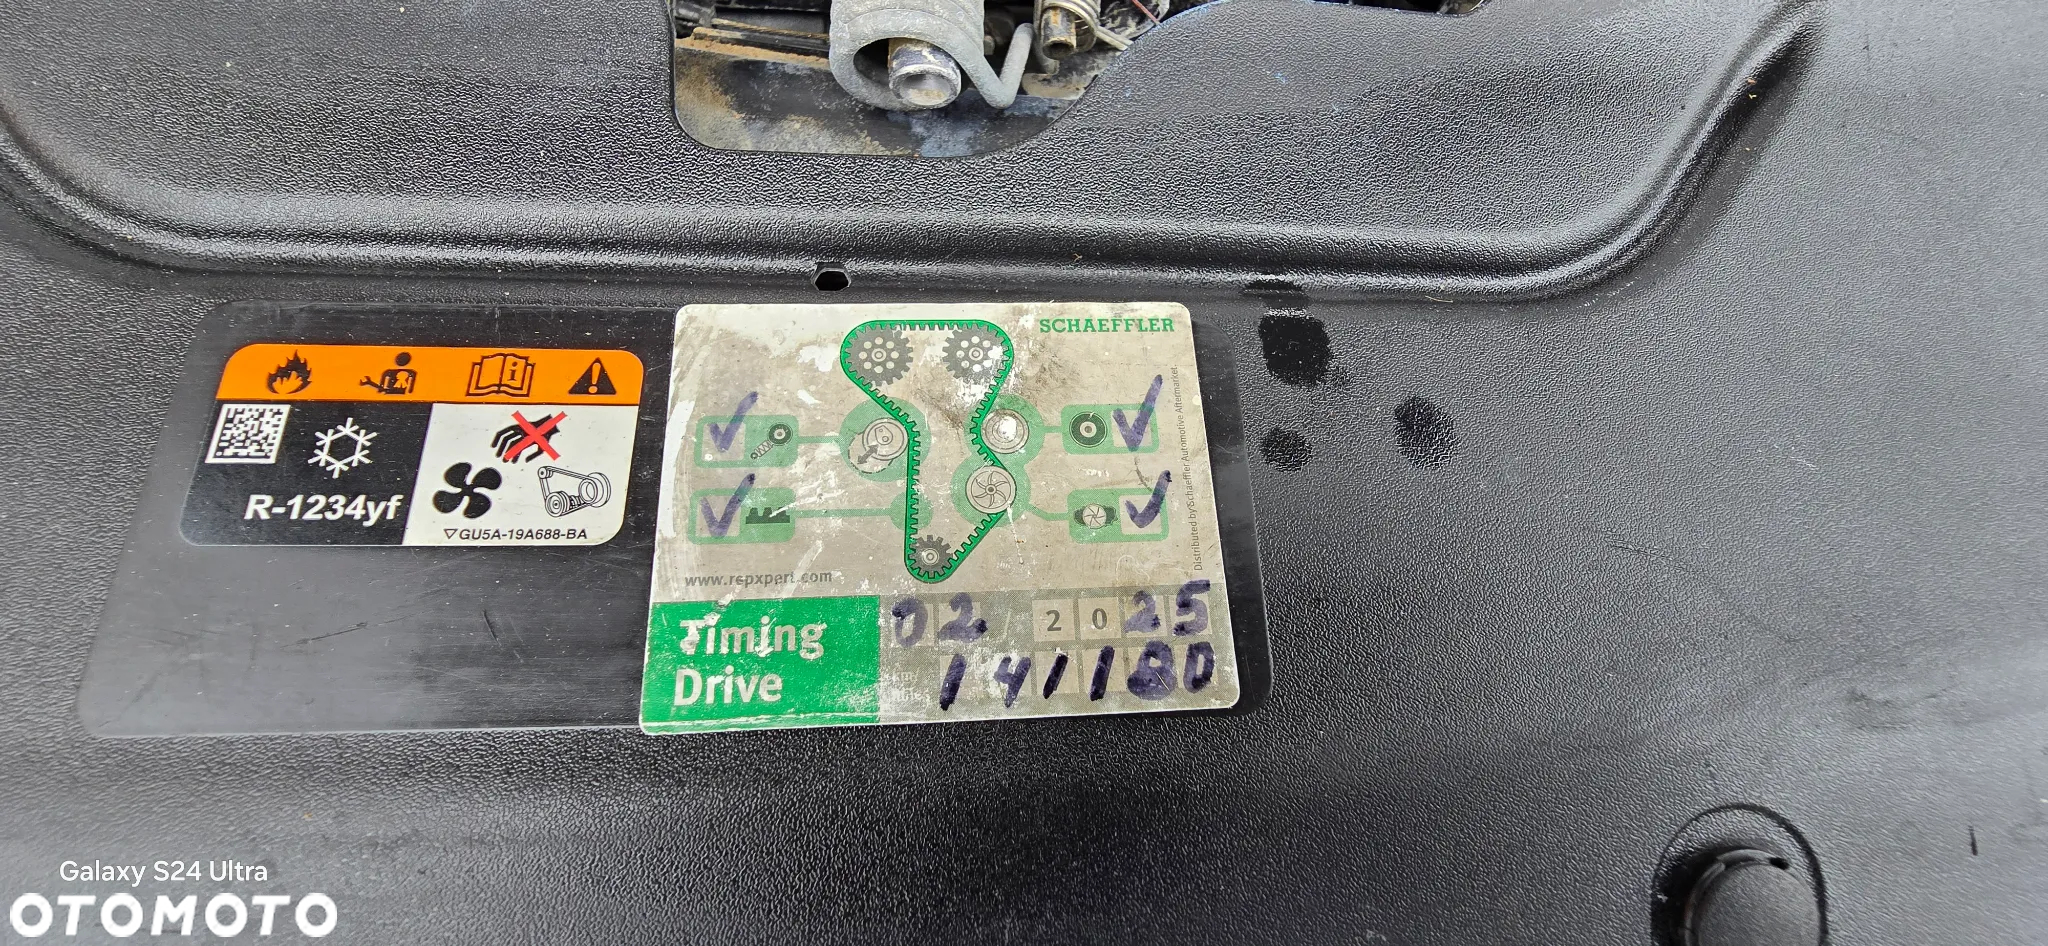 SCHAEFFLER
R-1234yf
GU5A-19A688-BA
Distributed by Schaeffler Automotive Aftermarket
www.repxpert.com
Timing
Drive
02 / 2025
141180
Galaxy S24 Ultra
OTOMOTO